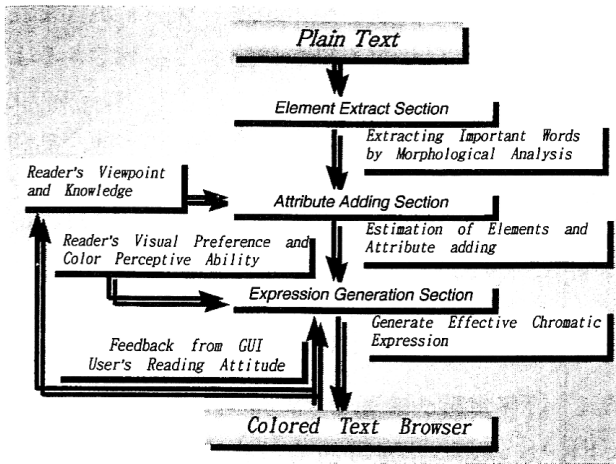 Plain Text
Element Extract Section
Extracting Important Words
by Morphological Analysis
Reader's Viewpoint
and Knowledge
Attribute Adding Section
Estimation of Elements and
Attribute adding
Reader's Visual Preference and
Color Perceptive Ability
Expression Generation Section
Generate Effective Chromatic
Expression
Feedback from GUI
User's Reading Attitude
Colored Text Browser